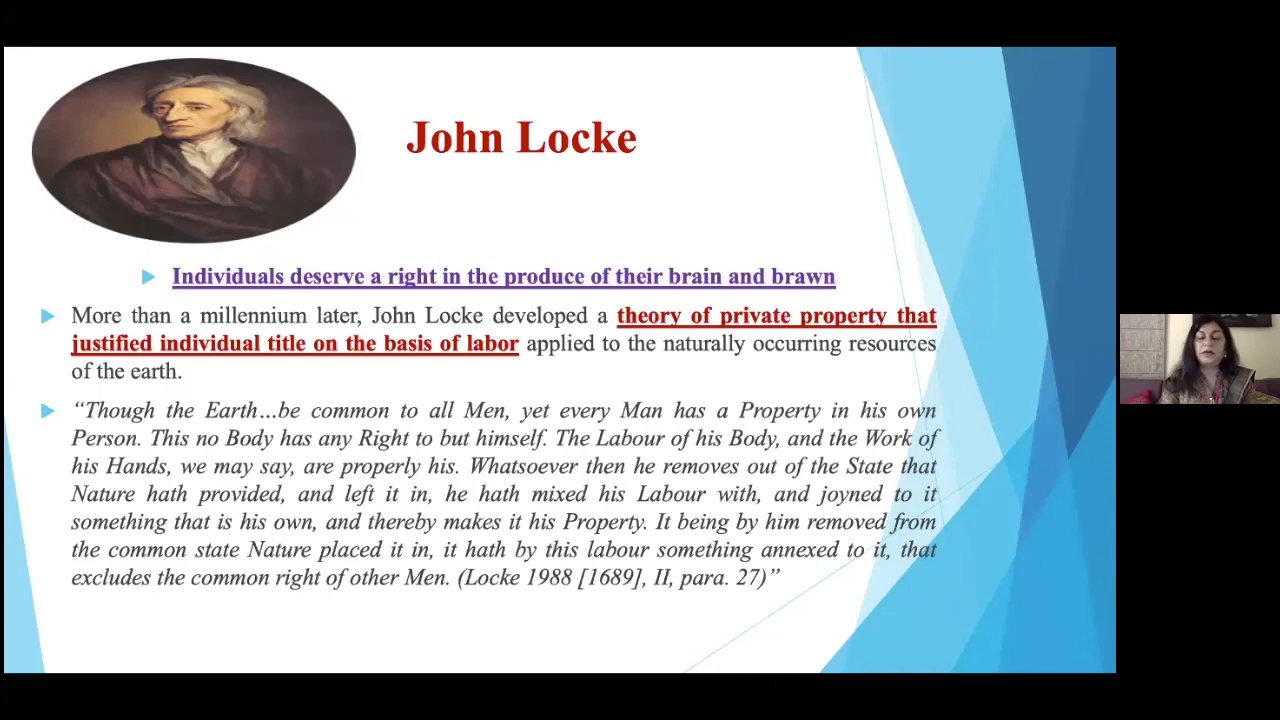 John Locke
Individuals deserve a right in the produce of their brain and brawn
More than a millennium later, John Locke developed a theory of private property that
justified individual title on the basis of labor applied to the naturally occurring resources
of the earth.
“Though the Earth…be common to all Men, yet every Man has a Property in his own
Person. This no Body has any Right to but himself. The Labour of his Body, and the Work of
his Hands, we may say, are properly his. Whatsoever then he removes out of the State that
Nature hath provided, and left it in, he hath mixed his Labour with, and joyned to it
something that is his own, and thereby makes it his Property. It being by him removed from
the common state Nature placed it in, it hath by this labour something annexed to it, that
excludes the common right of other Men. (Locke 1988 [1689], II, para. 27)”